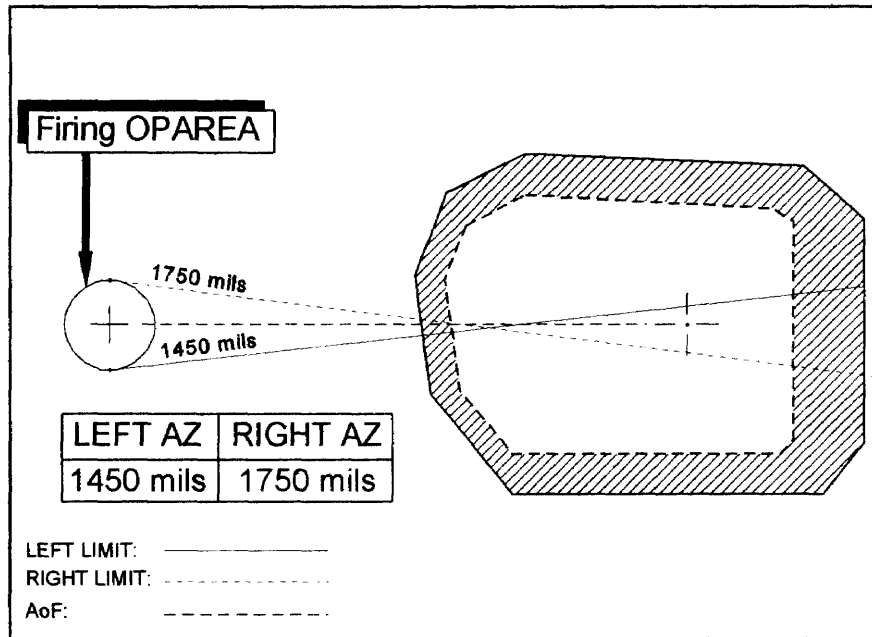 Firing OPAREA
1750 mils
1450 mils
LEFT AZ RIGHT AZ
1450 mils 1750 mils
LEFT LIMIT:
RIGHT LIMIT:
AoF: